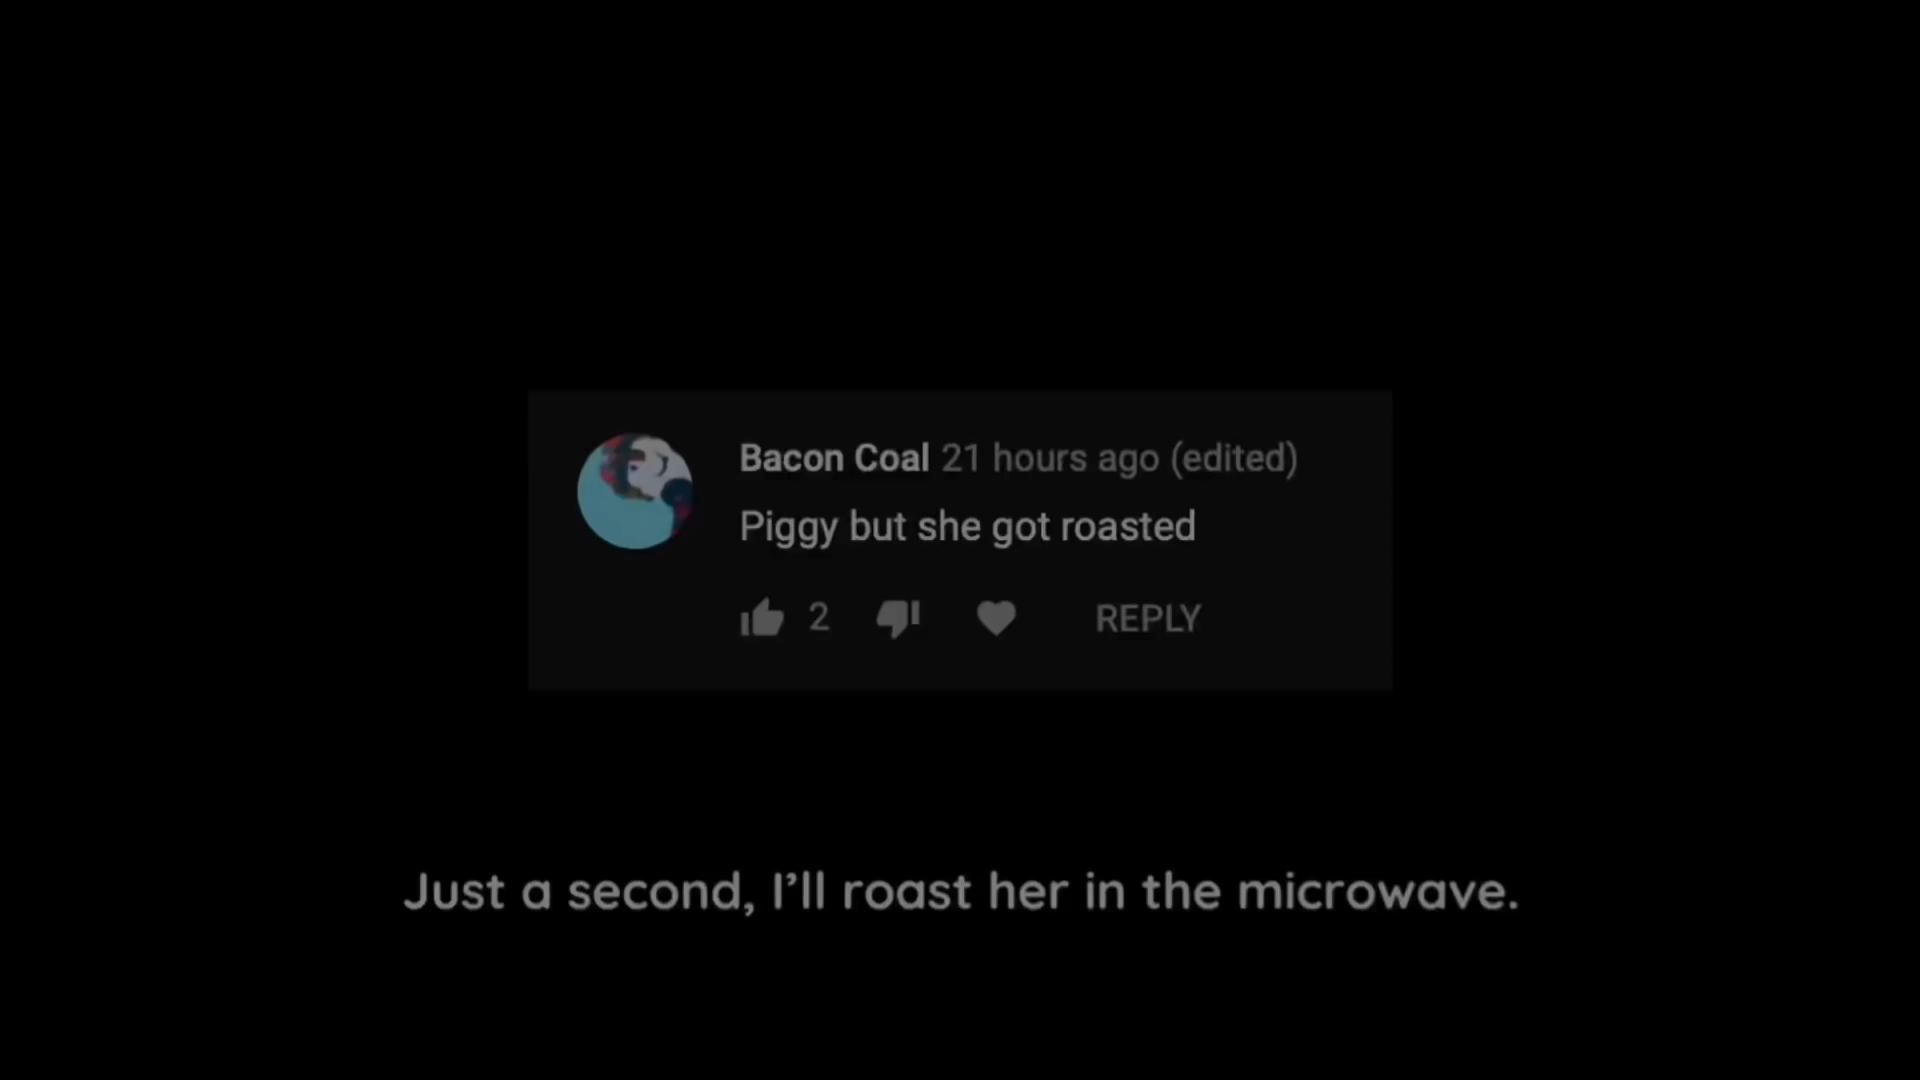 Bacon Coal 21 hours ago (edited)
Piggy but she got roasted
2 REPLY
Just a second, I’ll roast her in the microwave.